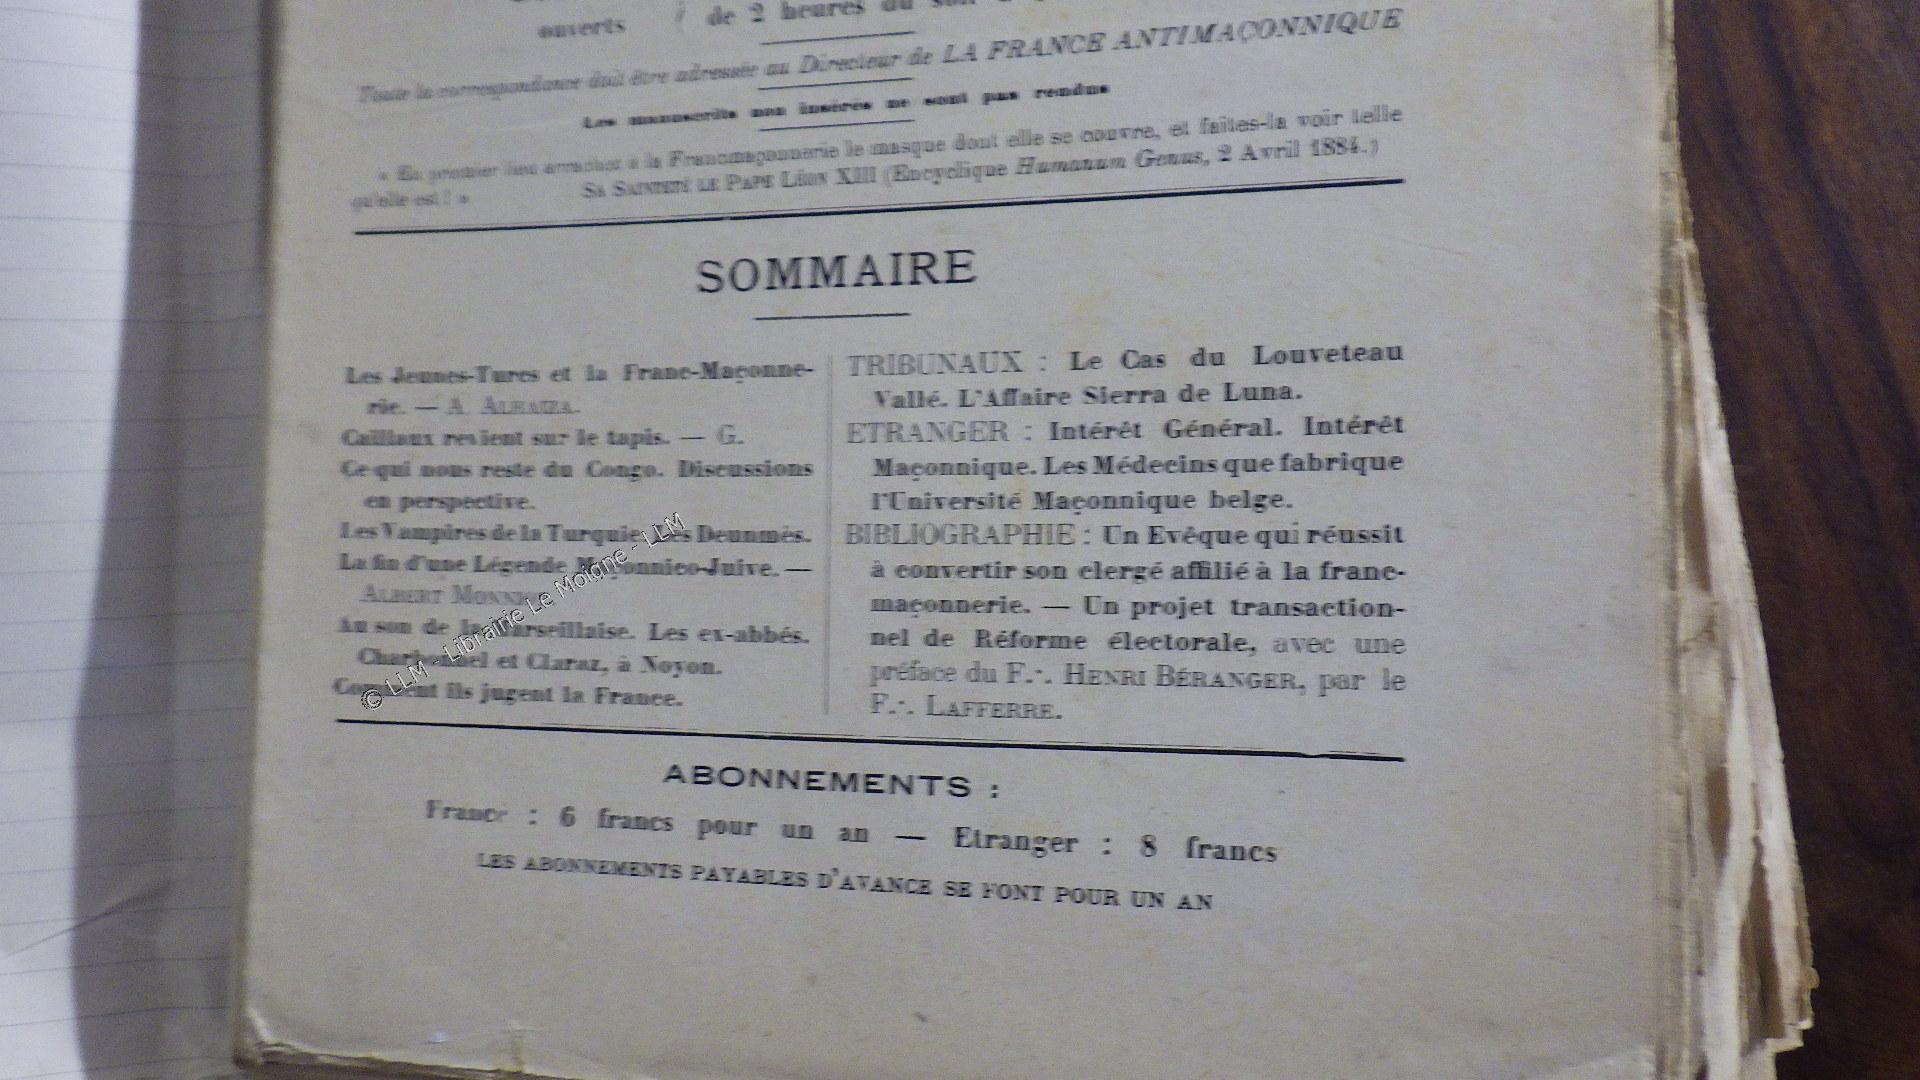 ouverts de 2 heures du
Toute la correspondance doit être adressée au Directeur de LA FRANCE ANTIMAÇONNIQUE
Les manuscrits non insérés ne sont pas rendus
« En premier lieu arrachez à la Francmaçonnerie le masque dont elle se couvre, et faites-la voir telle
qu'elle est ! » SA SAINTETÉ LE PAPE LÉON XIII (Encyclique Humanum Genus, 2 Avril 1884.)
SOMMAIRE
Les Jeunes-Turcs et la Franc-Maçonne-
rie. — A. ALBAIZA.
Caillaux revient sur le tapis. — G.
Ce qui nous reste du Congo. Discussions
en perspective.
Les Vampires de la Turquie. Les Deunmès.
La fin d'une Légende Maçonnico-Juive. —
ALBERT
Au son de la Marseillaise. Les ex-abbés.
Charbonnel et Claraz, à Noyon.
Comment ils jugent la France.
TRIBUNAUX : Le Cas du Louveteau
Vallé. L'Affaire Sierra de Luna.
ETRANGER : Intérêt Général. Intérêt
Maçonnique. Les Médecins que fabrique
l'Université Maçonnique belge.
BIBLIOGRAPHIE : Un Evêque qui réussit
à convertir son clergé affilié à la franc-
maçonnerie. — Un projet transaction-
nel de Réforme électorale, avec une
préface du F∴ HENRI BÉRANGER, par le
F∴ LAFFERRE.
ABONNEMENTS :
France : 6 francs pour un an — Etranger : 8 francs
LES ABONNEMENTS PAYABLES D'AVANCE SE FONT POUR UN AN
© LLM - Librairie Le Moigne - LLM